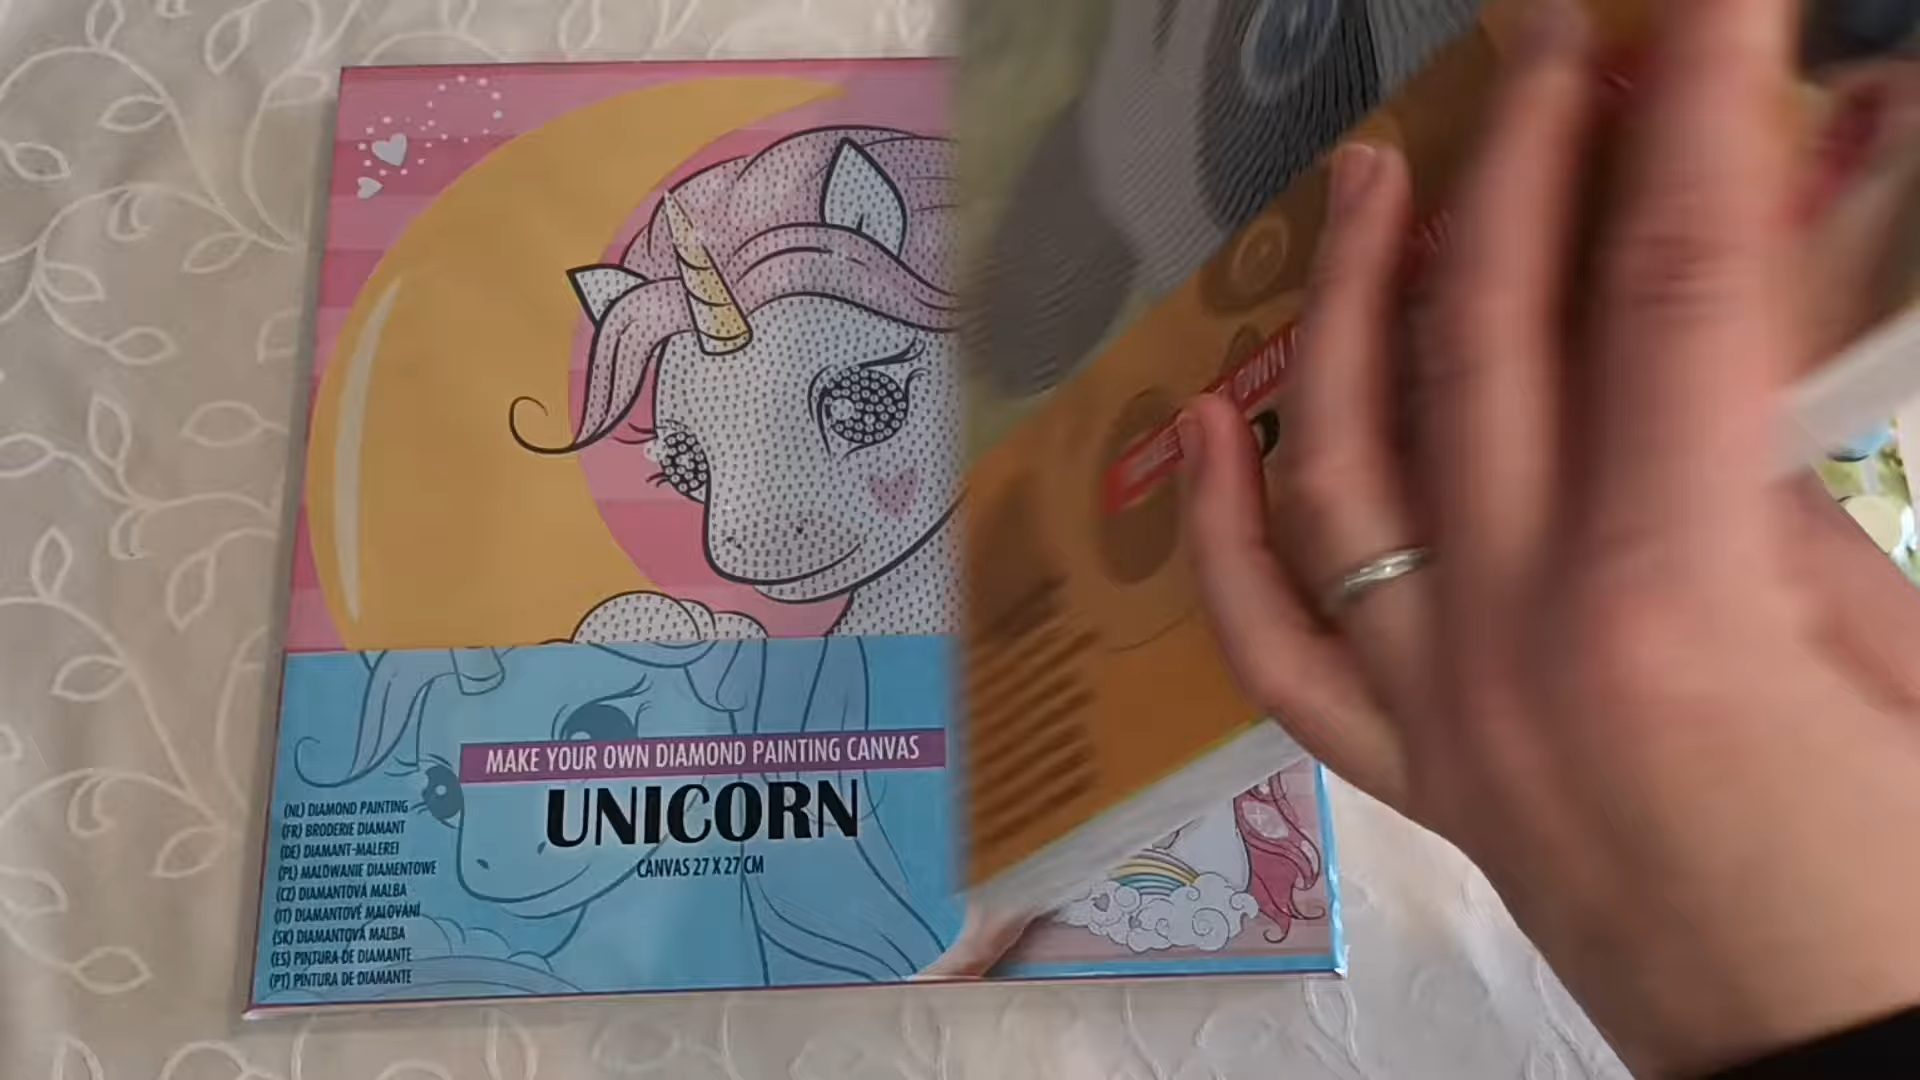 MAKE YOUR OWN DIAMOND PAINTING CANVAS
UNICORN
CANVAS 27 X 27 CM
(NL) DIAMOND PAINTING
(FR) BRODERIE DIAMANT
(DE) DIAMANT-MALEREI
(PL) MALOWANIE DIAMENTOWE
(CZ) DIAMANTOVÁ MALBA
(IT) DIAMANTOVÉ MALOVÁNÍ
(SK) DIAMANTOVÁ MAĽBA
(ES) PINTURA DE DIAMANTE
(PT) PINTURA DE DIAMANTE
OWN